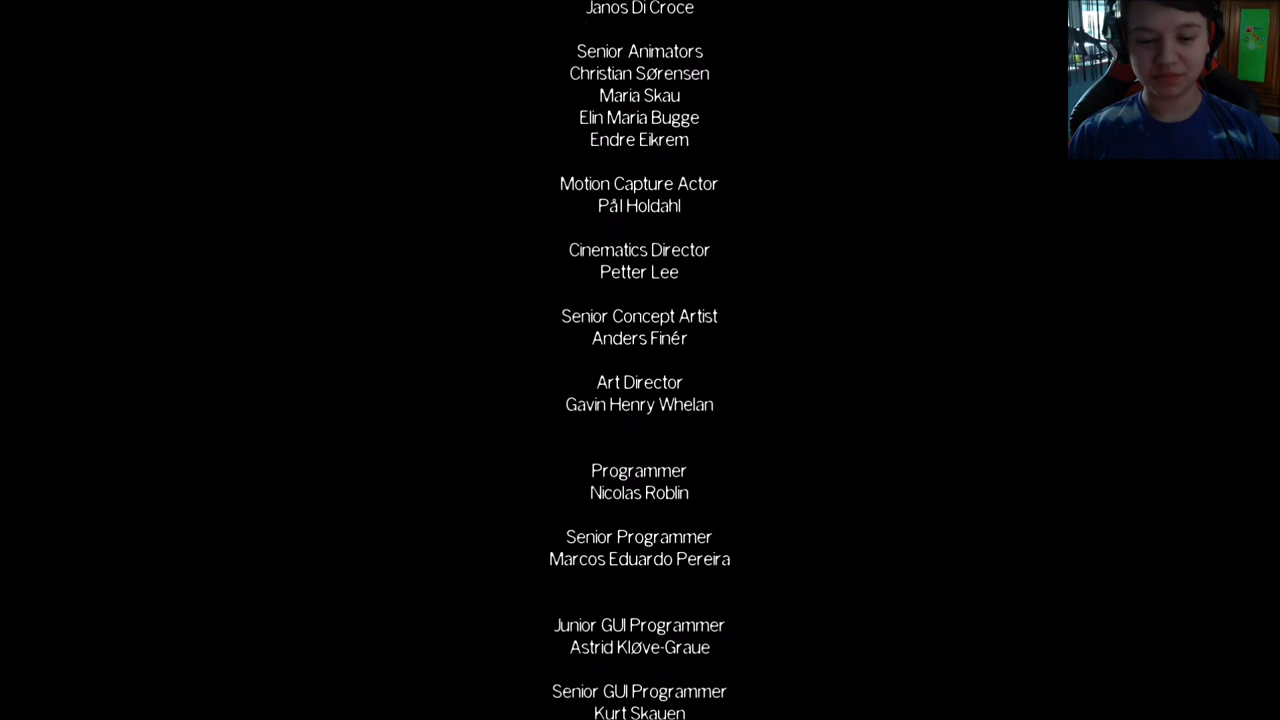 Janos Di Croce
Senior Animators
Christian Sørensen
Maria Skau
Elin Maria Bugge
Endre Eikrem
Motion Capture Actor
Pål Holdahl
Cinematics Director
Petter Lee
Senior Concept Artist
Anders Finér
Art Director
Gavin Henry Whelan
Programmer
Nicolas Roblin
Senior Programmer
Marcos Eduardo Pereira
Junior GUI Programmer
Astrid Kløve-Graue
Senior GUI Programmer
Kurt Skauen